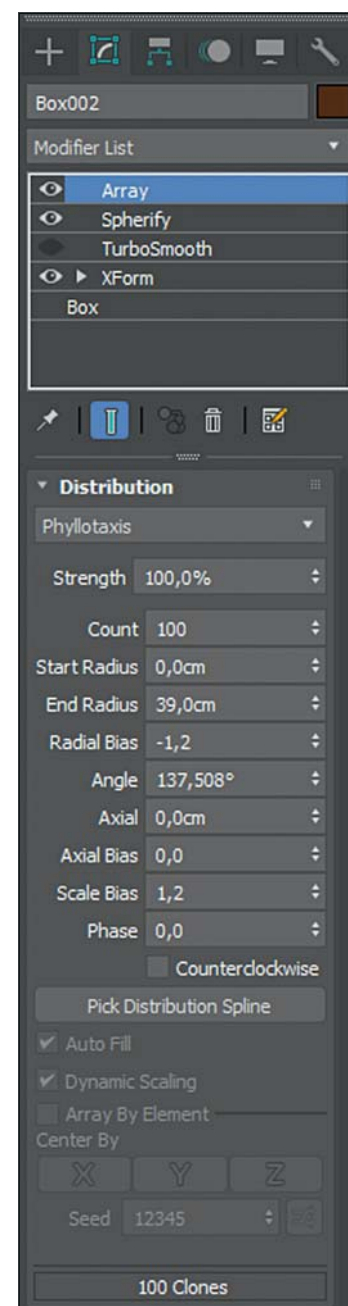 Box002
Modifier List
Array
Spherify
TurboSmooth
XForm
Box
Distribution
Phyllotaxis
Strength 100,0%
Count 100
Start Radius 0,0cm
End Radius 39,0cm
Radial Bias -1,2
Angle 137,508°
Axial 0,0cm
Axial Bias 0,0
Scale Bias 1,2
Phase 0,0
Counterclockwise
Pick Distribution Spline
Auto Fill
Dynamic Scaling
Array By Element
Center By
X Y Z
Seed 12345
100 Clones